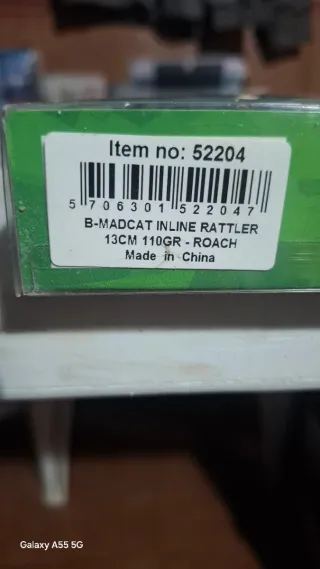 Item no: 52204
5 706301 522047
B-MADCAT INLINE RATTLER
13CM 110GR - ROACH
Made in China
Galaxy A55 5G